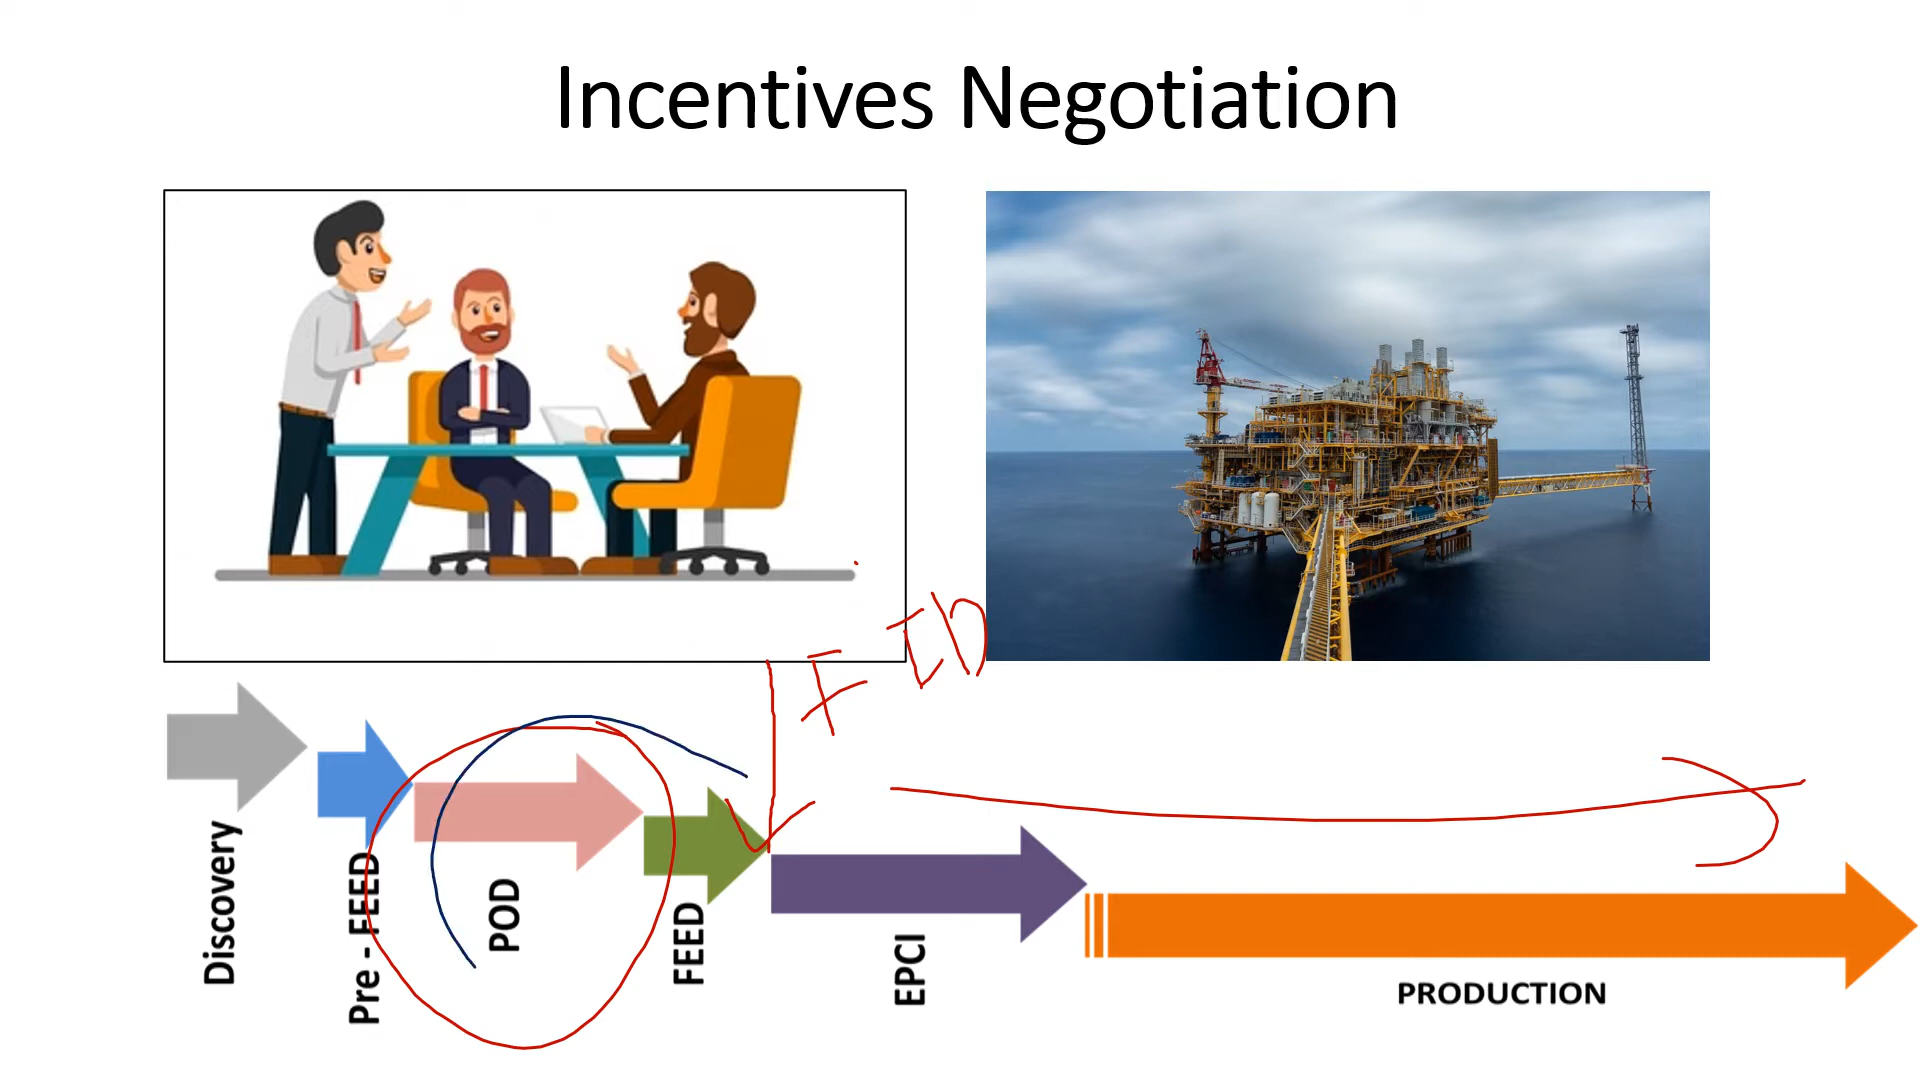 Incentives Negotiation
FID
Discovery
Pre - FEED
POD
FEED
EPCI
PRODUCTION